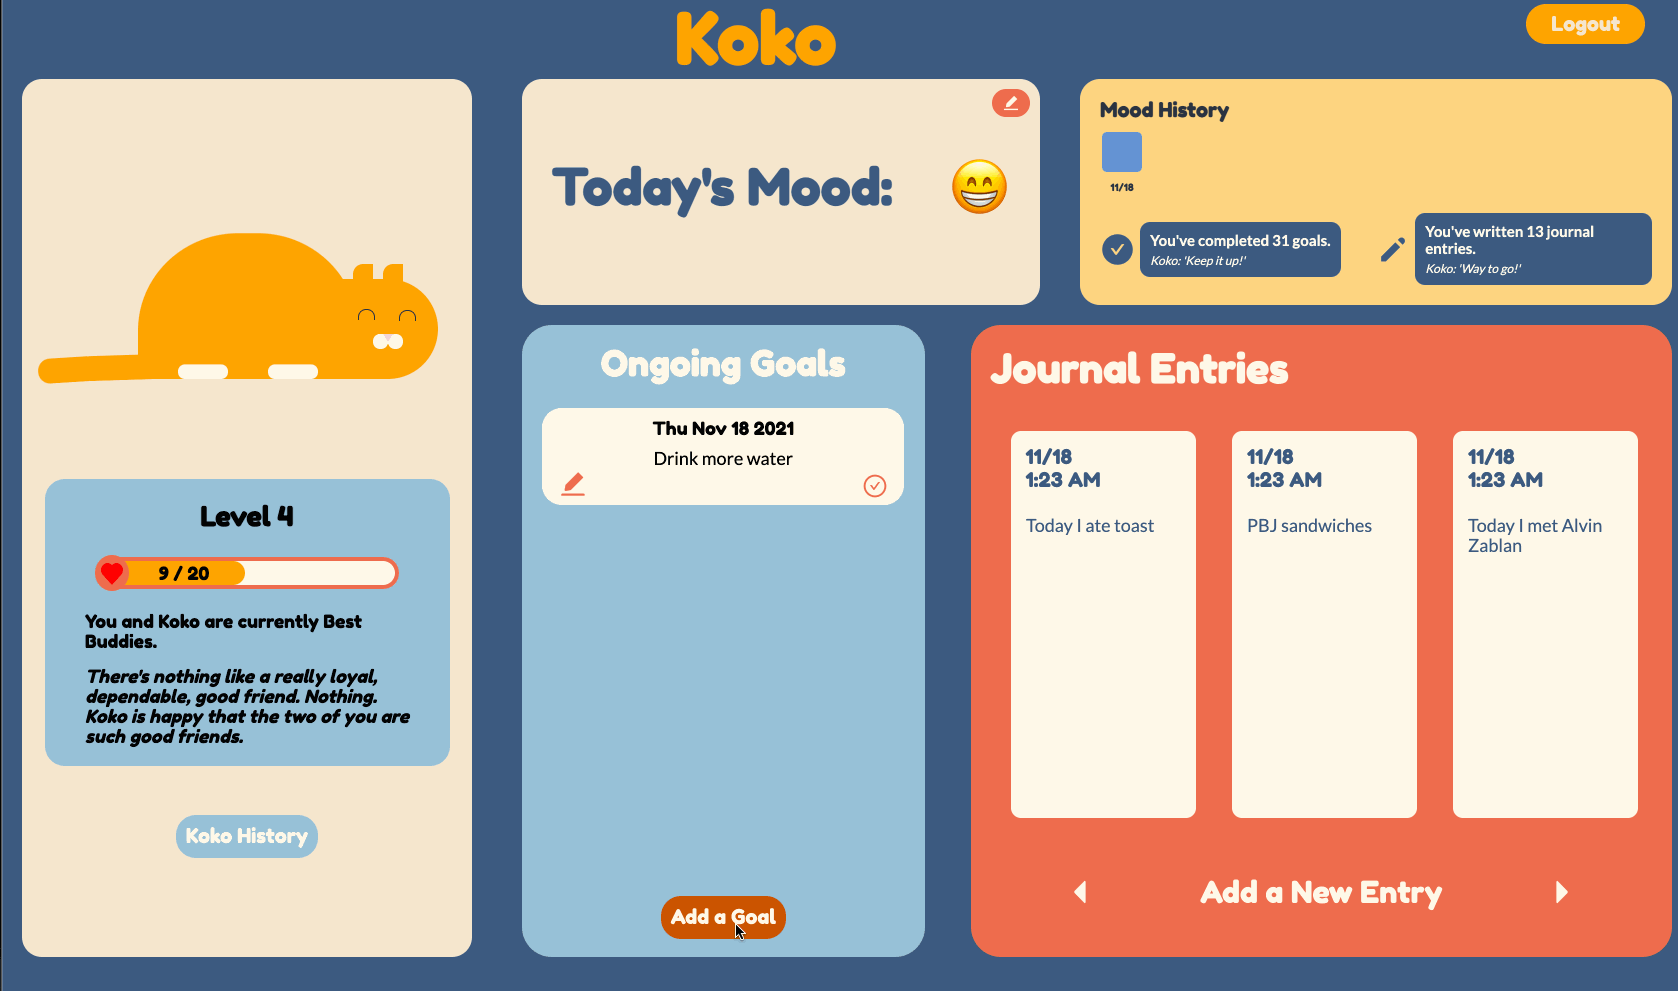 Koko
Logout
Level 4
9 / 20
You and Koko are currently Best
Buddies.
There's nothing like a really loyal,
dependable, good friend. Nothing.
Koko is happy that the two of you are
such good friends.
Koko History
Today's Mood:
Mood History
11/18
You've completed 31 goals.
Koko: 'Keep it up!'
You've written 13 journal
entries.
Koko: 'Way to go!'
Ongoing Goals
Thu Nov 18 2021
Drink more water
Add a Goal
Journal Entries
11/18
1:23 AM
Today I ate toast
11/18
1:23 AM
PBJ sandwiches
11/18
1:23 AM
Today I met Alvin
Zablan
Add a New Entry